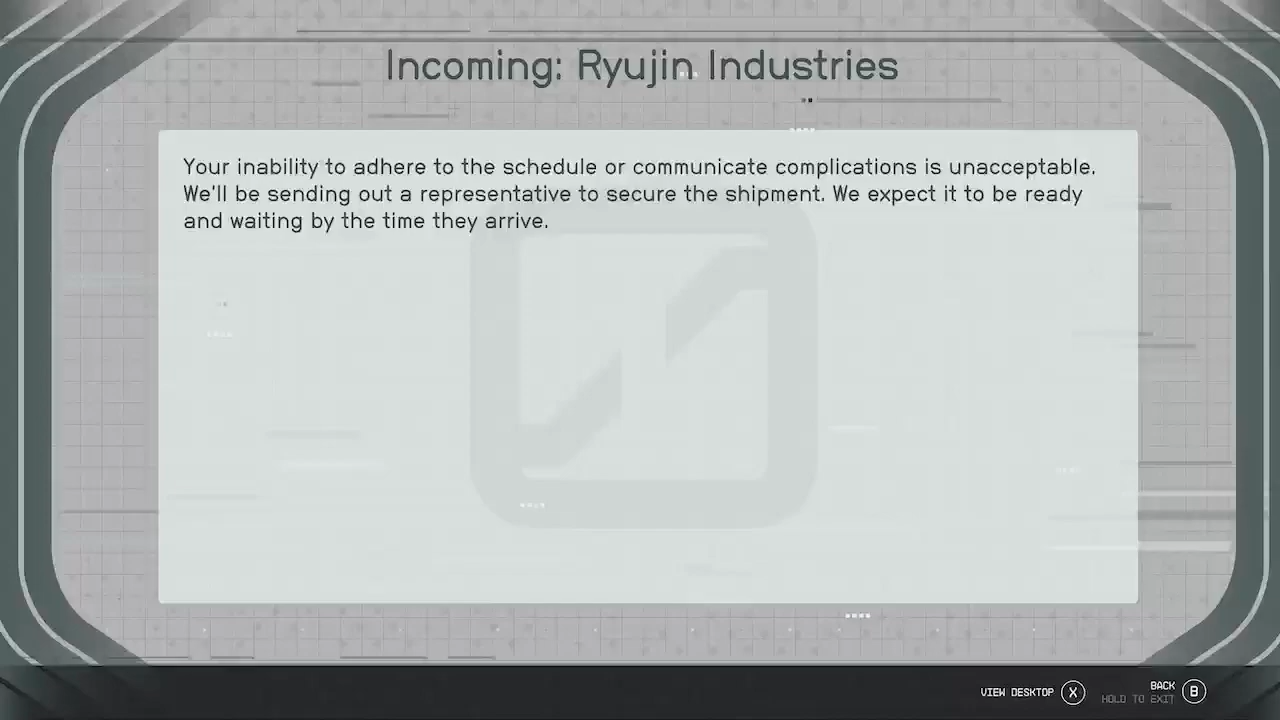 Incoming: Ryujin Industries
Your inability to adhere to the schedule or communicate complications is unacceptable.
We'll be sending out a representative to secure the shipment. We expect it to be ready
and waiting by the time they arrive.
VIEW DESKTOP X
BACK B
HOLD TO EXIT